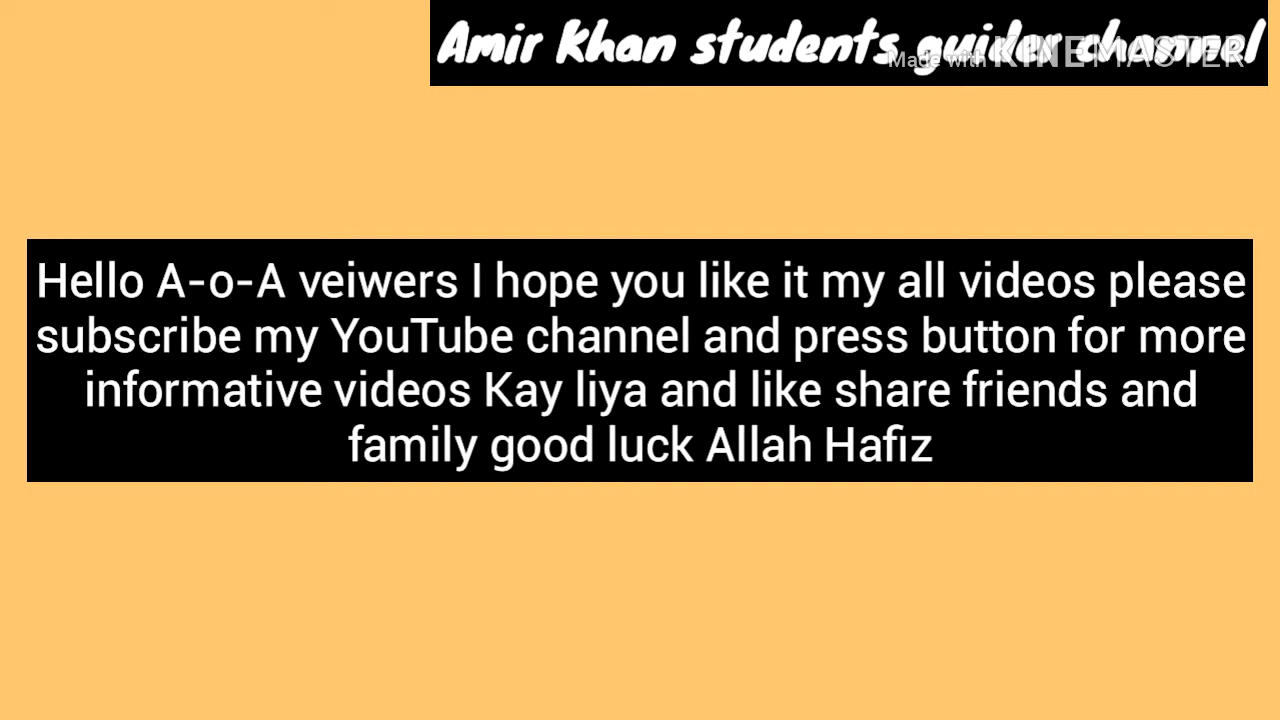 Amir Khan students guider channel
Made with KINEMASTER
Hello A-o-A veiwers I hope you like it my all videos please
subscribe my YouTube channel and press button for more
informative videos Kay liya and like share friends and
family good luck Allah Hafiz